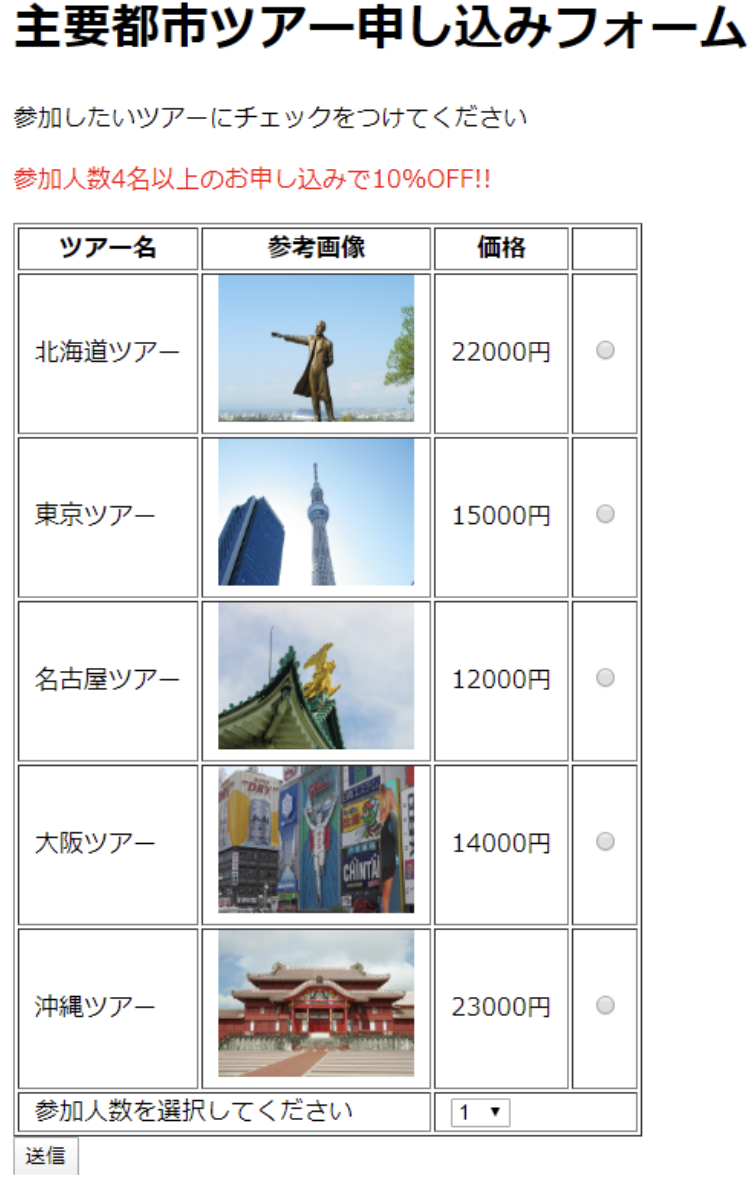 主要都市ツアー申し込みフォーム
参加したいツアーにチェックをつけてください
参加人数4名以上のお申し込みで10%OFF!!
ツアー名 参考画像 価格
北海道ツアー 22000円
東京ツアー 15000円
名古屋ツアー 12000円
"DRY"
CHINTAI
大阪ツアー 14000円
沖縄ツアー 23000円
参加人数を選択してください 1
送信